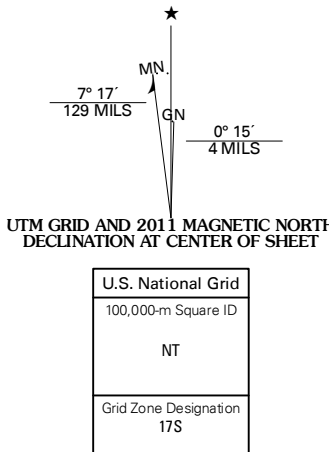 ★
MN.
7° 17´
129 MILS
GN
0° 15´
4 MILS
UTM GRID AND 2011 MAGNETIC NORTH
DECLINATION AT CENTER OF SHEET
U.S. National Grid
100,000-m Square ID
NT
Grid Zone Designation
17S